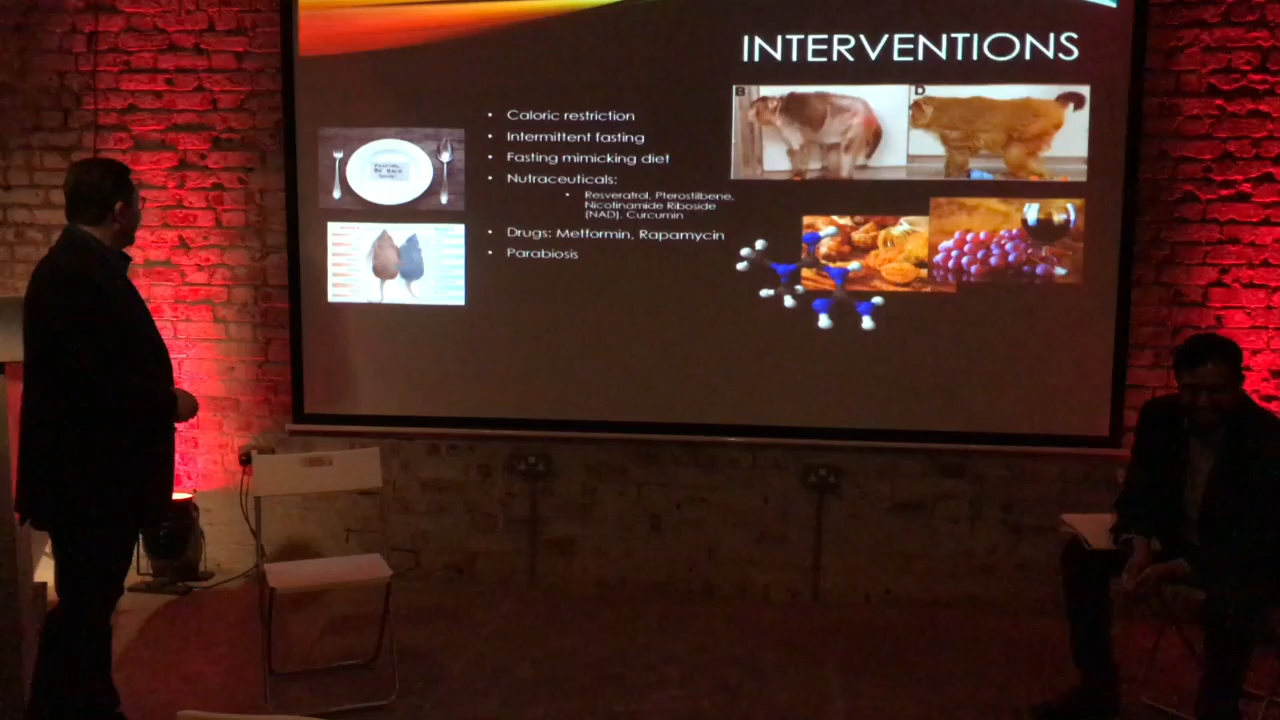 INTERVENTIONS
B
D
• Caloric restriction
• Intermittent fasting
• Fasting mimicking diet
• Nutraceuticals:
• Resveratrol, Pterostilbene,
Nicotinamide Riboside
(NAD), Curcumin
• Drugs: Metformin, Rapamycin
• Parabiosis